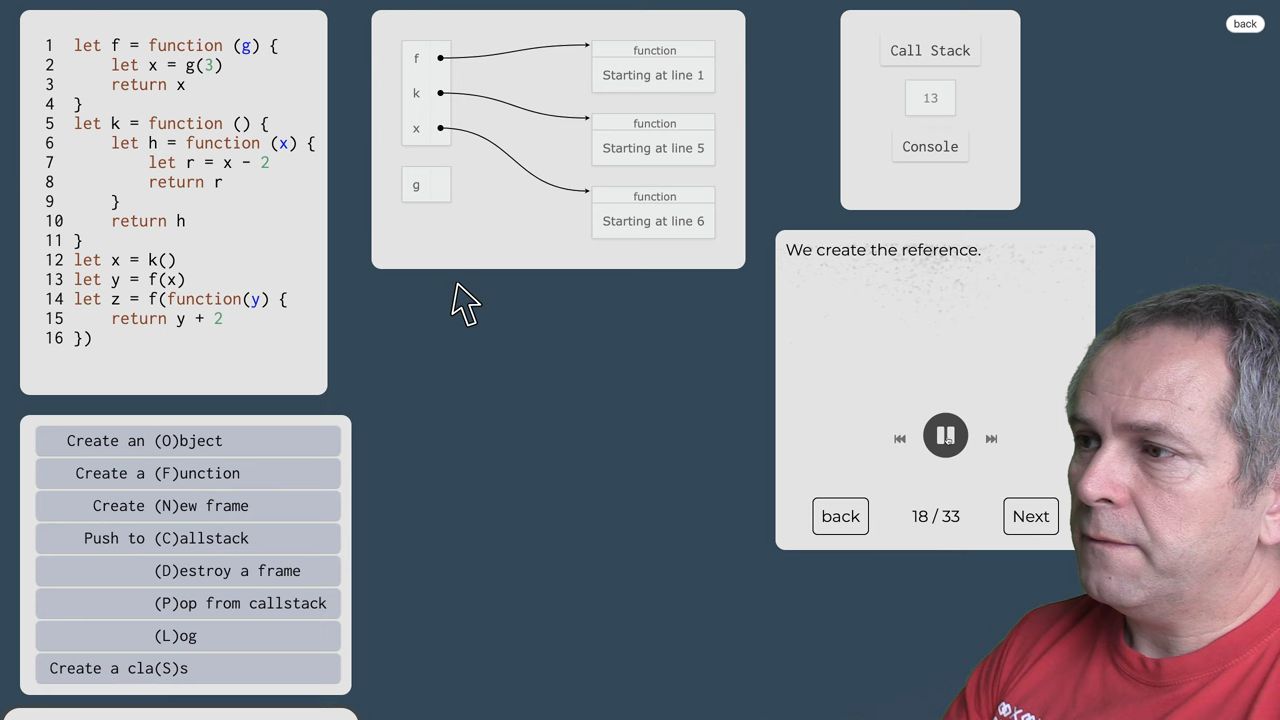 1 let f = function (g) {
2 let x = g(3)
3 return x
4 }
5 let k = function () {
6 let h = function (x) {
7 let r = x - 2
8 return r
9 }
10 return h
11 }
12 let x = k()
13 let y = f(x)
14 let z = f(function(y) {
15 return y + 2
16 })
Create an (O)bject
Create a (F)unction
Create (N)ew frame
Push to (C)allstack
(D)estroy a frame
(P)op from callstack
(L)og
Create a cla(S)s
f
k
x
g
function
Starting at line 1
function
Starting at line 5
function
Starting at line 6
Call Stack
13
Console
back
We create the reference.
back
18 / 33
Next